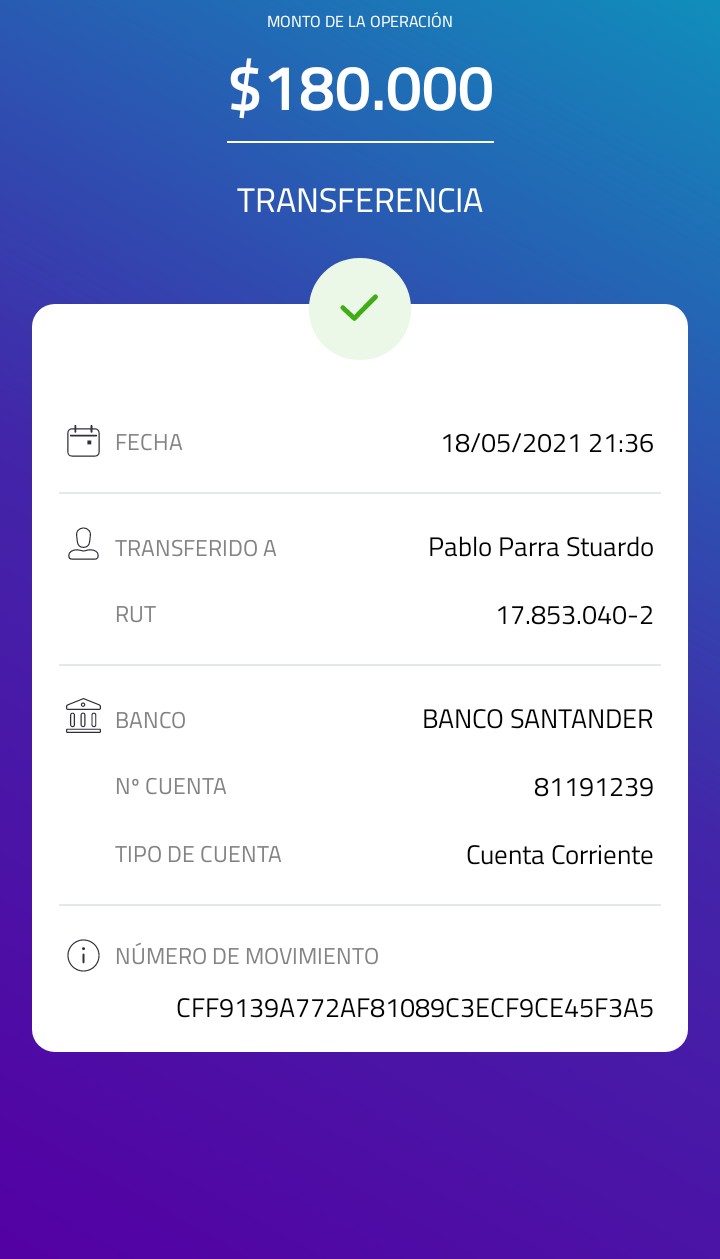 MONTO DE LA OPERACIÓN
$180.000
TRANSFERENCIA
FECHA 18/05/2021 21:36
TRANSFERIDO A Pablo Parra Stuardo
RUT 17.853.040-2
BANCO BANCO SANTANDER
Nº CUENTA 81191239
TIPO DE CUENTA Cuenta Corriente
NÚMERO DE MOVIMIENTO
CFF9139A772AF81089C3ECF9CE45F3A5